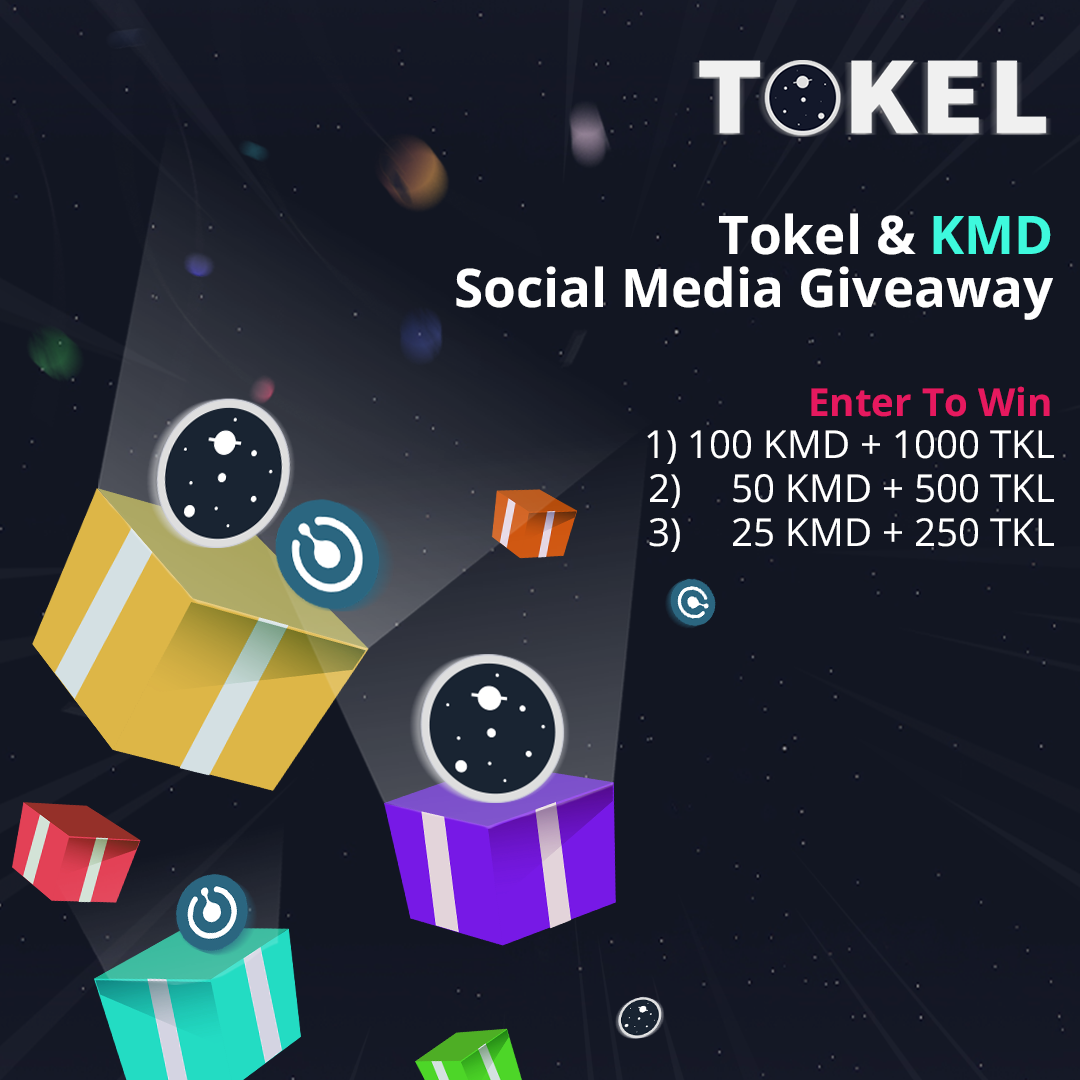 TOKEL
Tokel & KMD
Social Media Giveaway
Enter To Win
1) 100 KMD + 1000 TKL
2) 50 KMD + 500 TKL
3) 25 KMD + 250 TKL